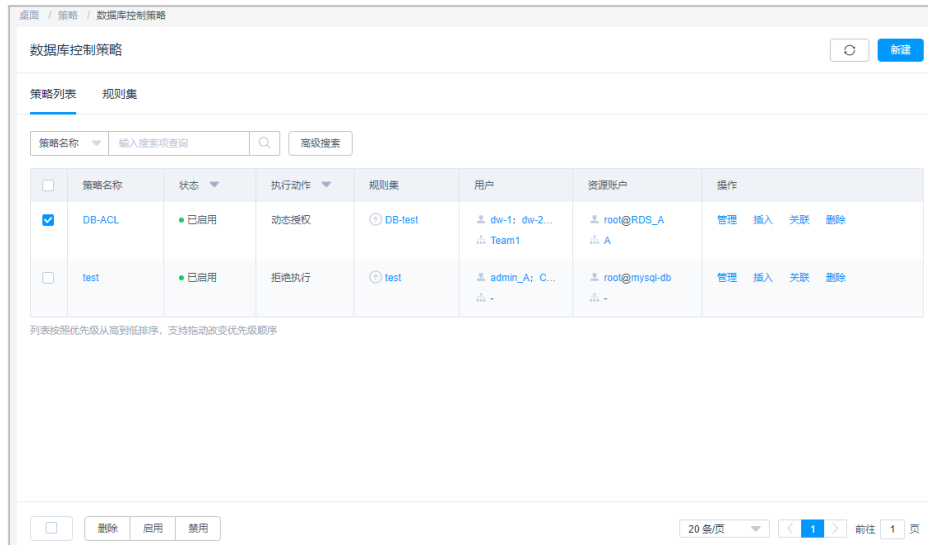 桌面 / 策略 / 数据库控制策略
数据库控制策略
新建
策略列表 规则集
策略名称 输入搜索项查询 高级搜索
策略名称 状态 执行动作 规则集 用户 资源账户 操作
DB-ACL 已启用 动态授权 DB-test dw-1; dw-2... root@RDS_A 管理 插入 关联 删除
Team1 A
test 已启用 拒绝执行 test admin_A; C... root@mysql-db 管理 插入 关联 删除
- -
列表按照优先级从高到低排序，支持拖动改变优先级顺序
删除 启用 禁用 20 条/页 1 前往 1 页